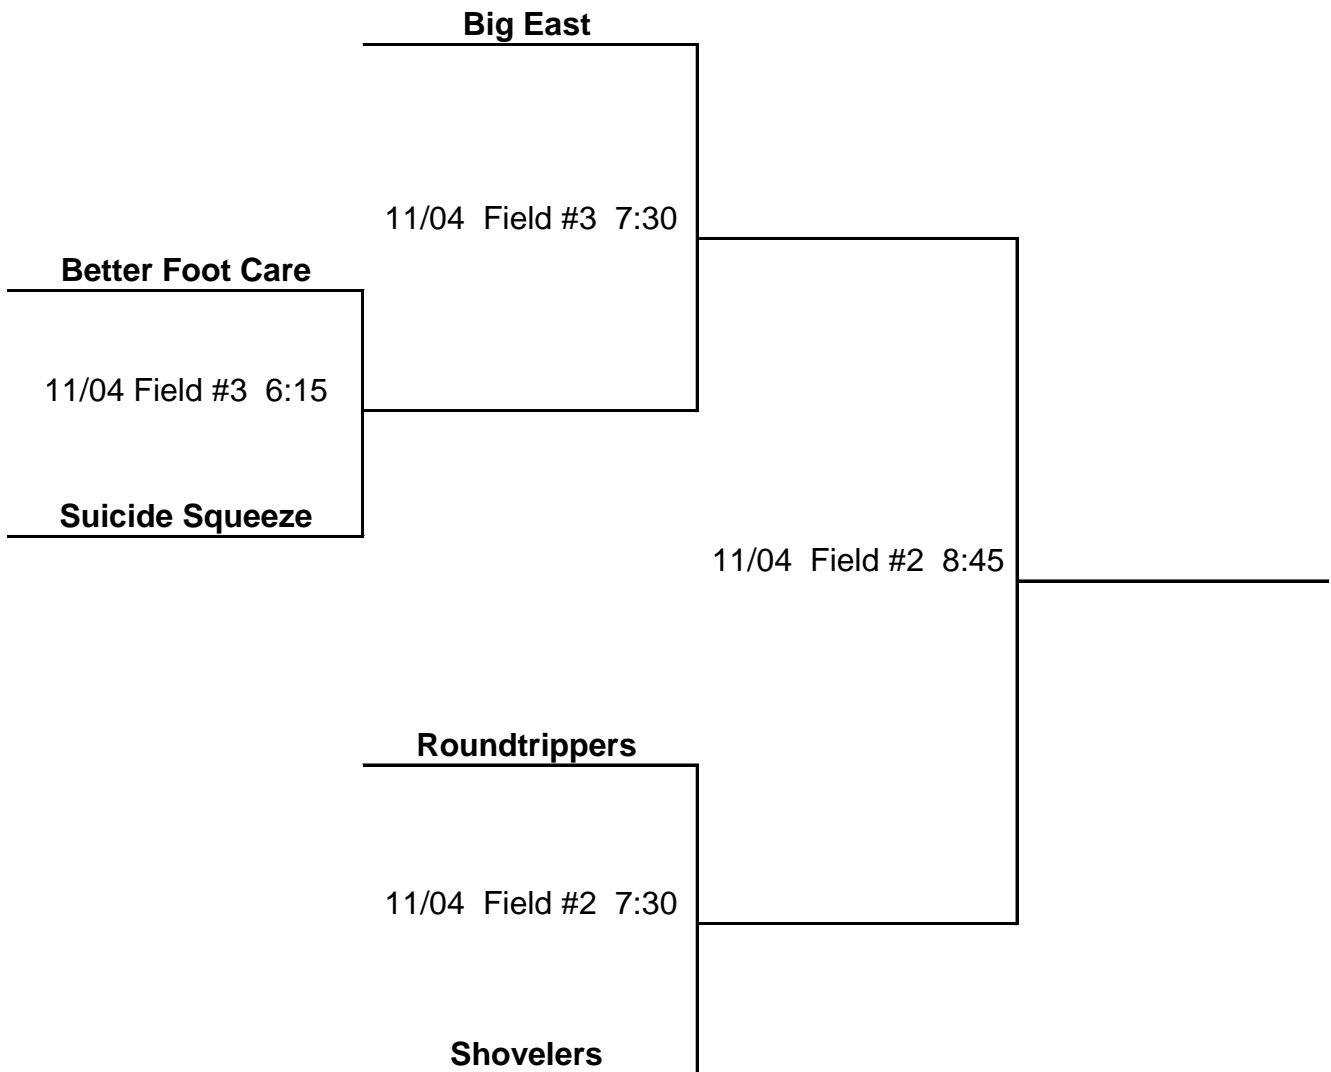 Big East
11/04  Field #3  7:30
Better Foot Care
11/04 Field #3  6:15
Suicide Squeeze
11/04  Field #2  8:45
Roundtrippers
11/04  Field #2  7:30
Shovelers